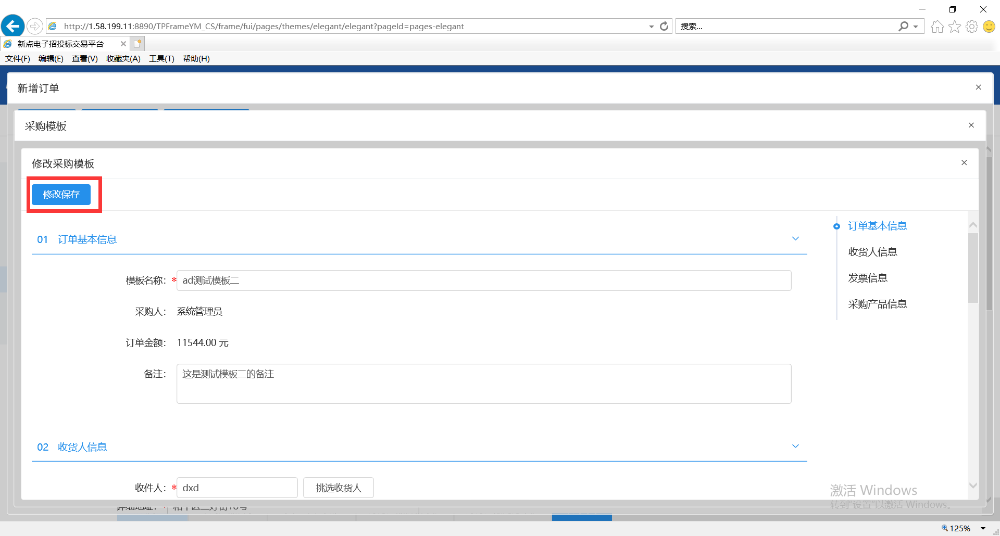 http://1.58.199.11:8890/TPFrameYM_CS/frame/fui/pages/themes/elegant/elegant?pageId=pages-elegant
搜索...
新点电子招投标交易平台
文件(F) 编辑(E) 查看(V) 收藏夹(A) 工具(T) 帮助(H)
新增订单
采购模板
修改采购模板
修改保存
01 订单基本信息
模板名称: * ad测试模板二
采购人: 系统管理员
订单金额: 11544.00 元
备注: 这是测试模板二的备注
02 收货人信息
收件人: * dxd 挑选收货人
订单基本信息
收货人信息
发票信息
采购产品信息
激活 Windows
转到"设置"以激活 Windows。
125%